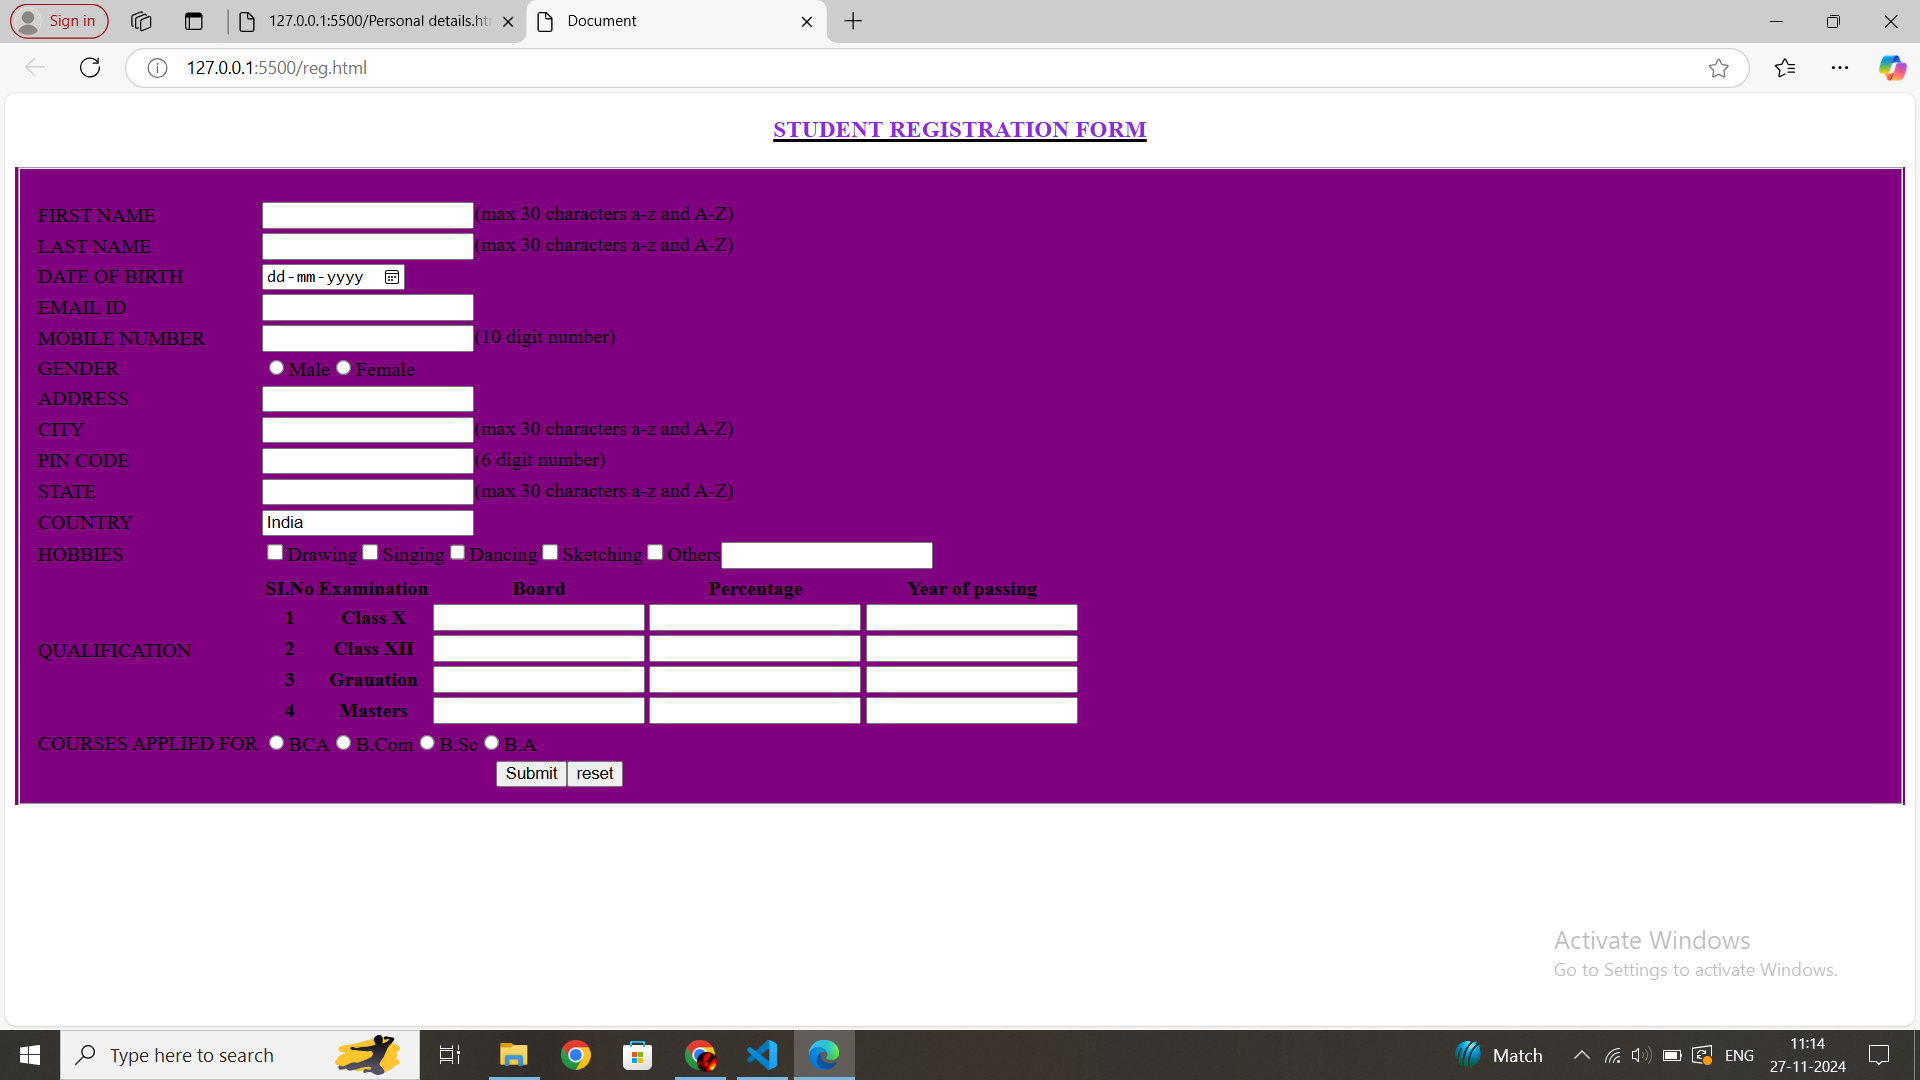 Sign in
127.0.0.1:5500/Personal details.ht
Document
127.0.0.1:5500/reg.html
STUDENT REGISTRATION FORM
FIRST NAME (max 30 characters a-z and A-Z)
LAST NAME (max 30 characters a-z and A-Z)
DATE OF BIRTH dd-mm-yyyy
EMAIL ID
MOBILE NUMBER (10 digit number)
GENDER Male Female
ADDRESS
CITY (max 30 characters a-z and A-Z)
PIN CODE (6 digit number)
STATE (max 30 characters a-z and A-Z)
COUNTRY India
HOBBIES Drawing Singing Dancing Sketching Others
SI.No Examination Board Percentage Year of passing
1 Class X
QUALIFICATION 2 Class XII
3 Grauation
4 Masters
COURSES APPLIED FOR BCA B.Com B.Sc B.A
Submit reset
Activate Windows
Go to Settings to activate Windows.
Type here to search
Match
ENG
11:14
27-11-2024